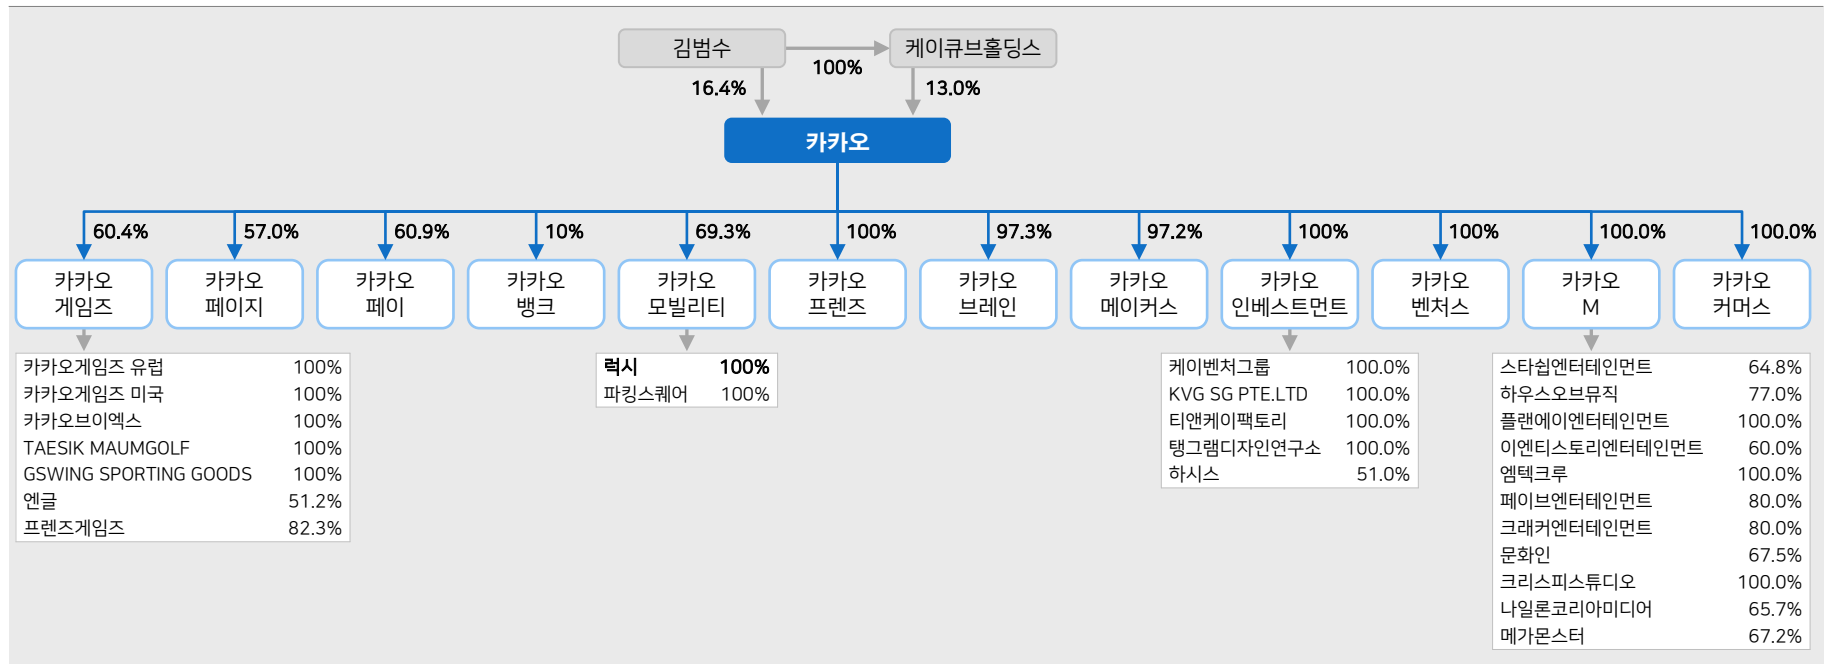 김범수
케이큐브홀딩스
100%
16.4%
13.0%
카카오
60.4%
57.0%
60.9%
10%
69.3%
100%
97.3%
97.2%
100%
100%
100.0%
100.0%
카카오
게임즈
카카오
페이지
카카오
페이
카카오
뱅크
카카오
모빌리티
카카오
프렌즈
카카오
브레인
카카오
메이커스
카카오
인베스트먼트
카카오
벤처스
카카오
M
카카오
커머스
카카오게임즈 유럽 100%
카카오게임즈 미국 100%
카카오브이엑스 100%
TAESIK MAUMGOLF 100%
GSWING SPORTING GOODS 100%
엔글 51.2%
프렌즈게임즈 82.3%
럭시 100%
파킹스퀘어 100%
케이벤처그룹 100.0%
KVG SG PTE.LTD 100.0%
티앤케이팩토리 100.0%
탱그램디자인연구소 100.0%
하시스 51.0%
스타쉽엔터테인먼트 64.8%
하우스오브뮤직 77.0%
플랜에이엔터테인먼트 100.0%
이엔티스토리엔터테인먼트 60.0%
엠텍크루 100.0%
페이브엔터테인먼트 80.0%
크래커엔터테인먼트 80.0%
문화인 67.5%
크리스피스튜디오 100.0%
나일론코리아미디어 65.7%
메가몬스터 67.2%